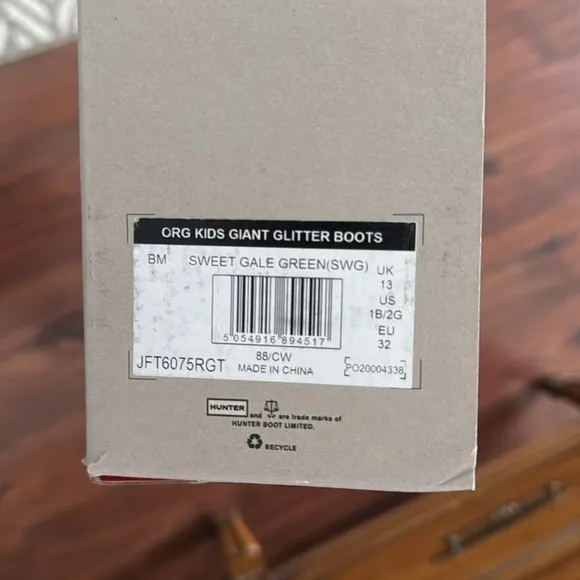 ORG KIDS GIANT GLITTER BOOTS
BM SWEET GALE GREEN(SWG)
UK
13
US
1B/2G
EU
32
5 054916 894517
88/CW
JFT6075RGT
MADE IN CHINA
PO20004338
HUNTER and are trade marks of
HUNTER BOOT LIMITED.
RECYCLE